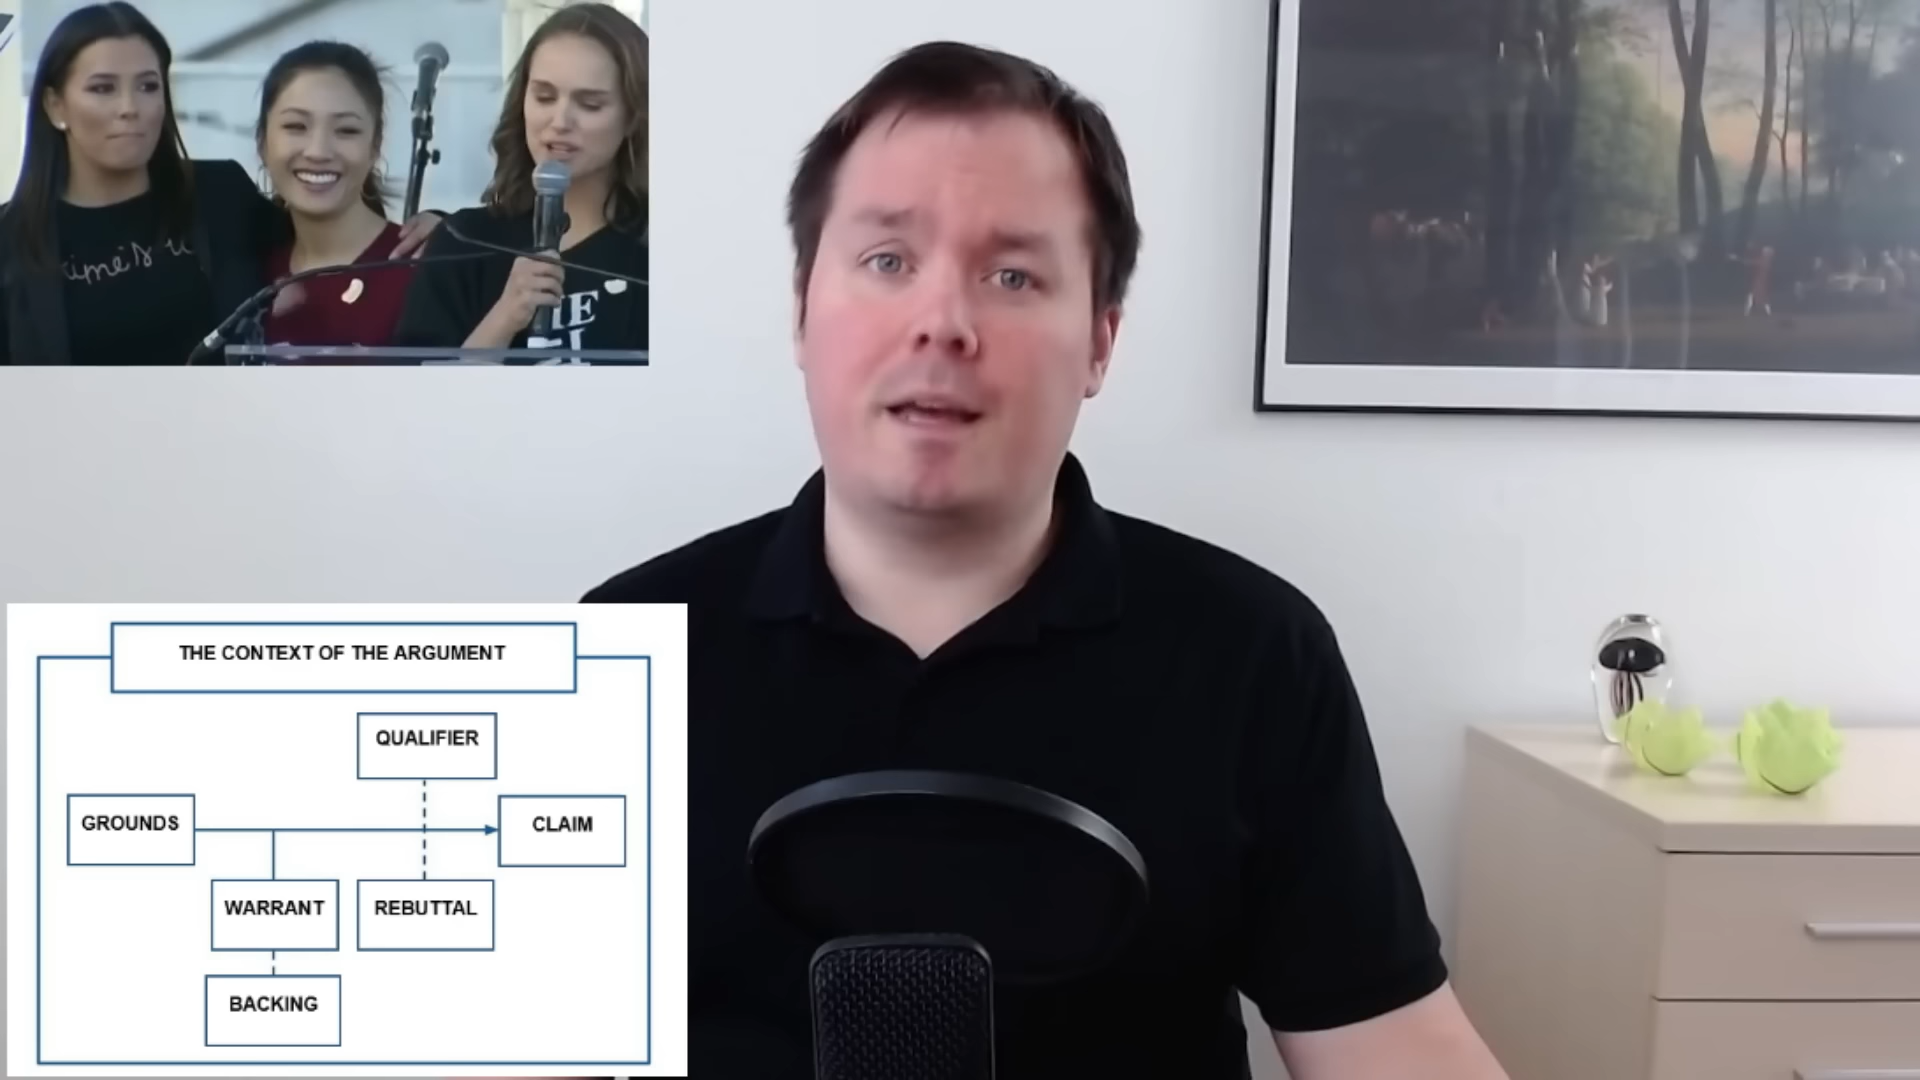 THE CONTEXT OF THE ARGUMENT
QUALIFIER
GROUNDS
CLAIM
WARRANT
REBUTTAL
BACKING